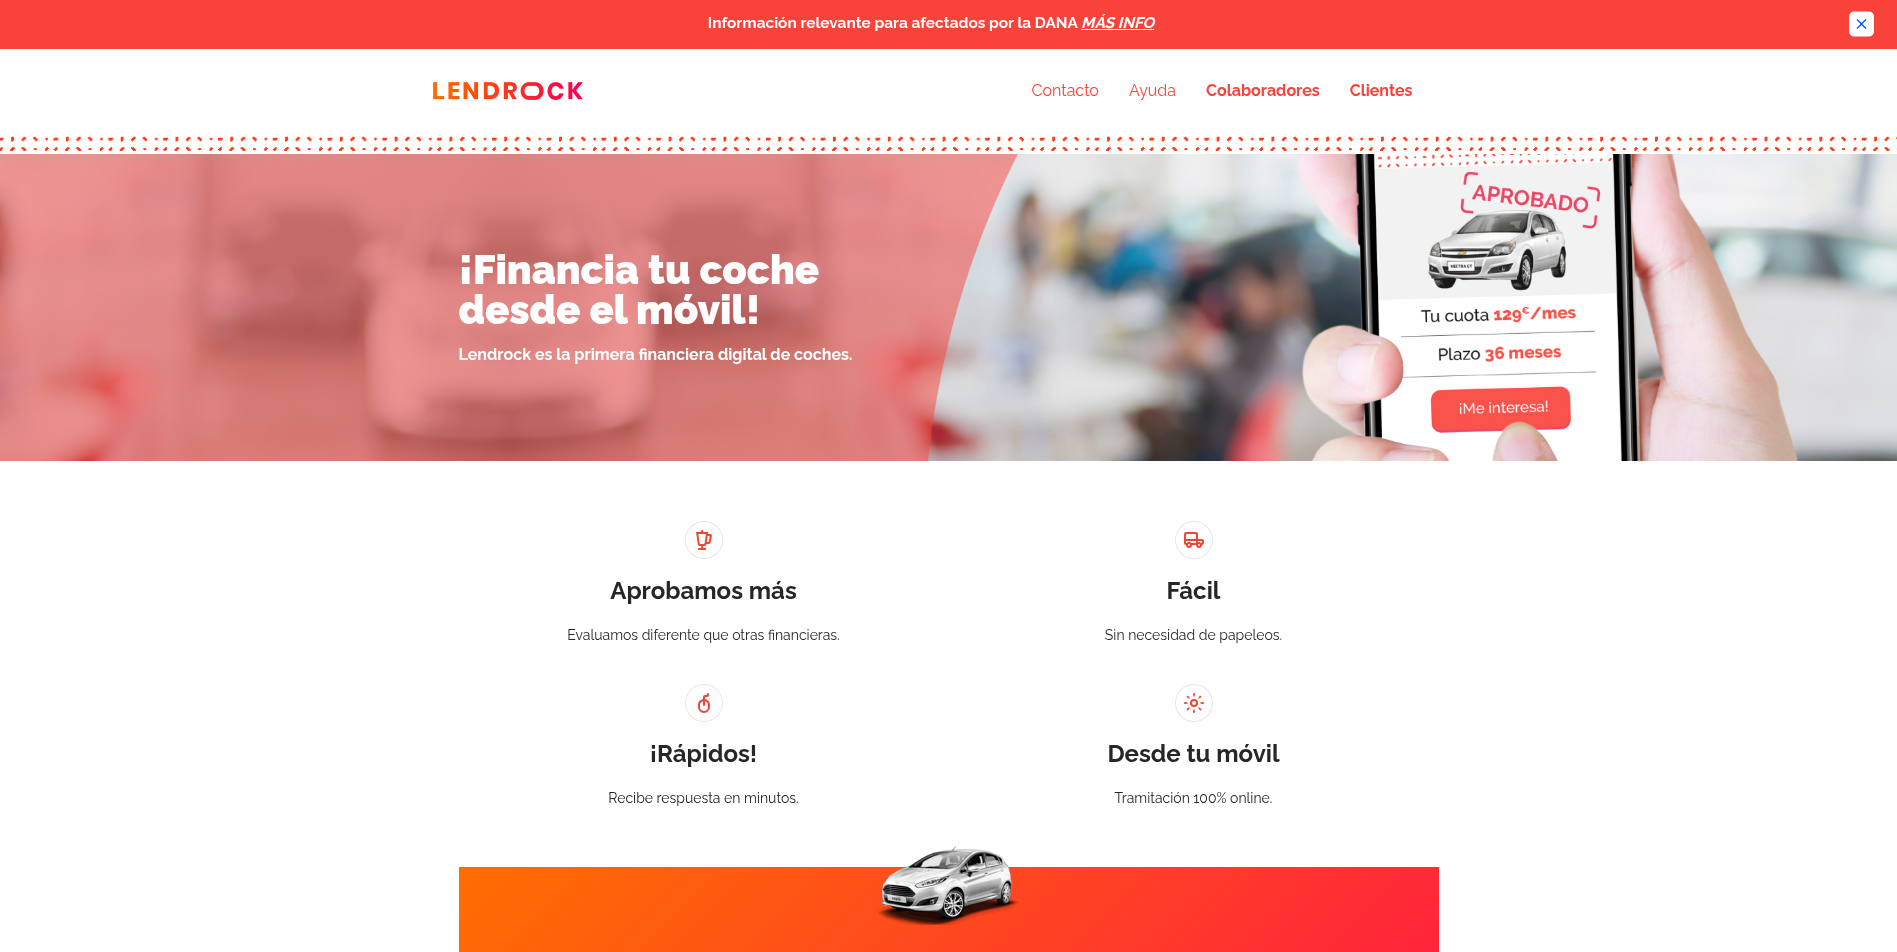 Información relevante para afectados por la DANA MÁS INFO
LENDROCK
Contacto
Ayuda
Colaboradores
Clientes
¡Financia tu coche
desde el móvil!
Lendrock es la primera financiera digital de coches.
APROBADO
Tu cuota 129€/mes
Plazo 36 meses
¡Me interesa!
Aprobamos más
Evaluamos diferente que otras financieras.
Fácil
Sin necesidad de papeleos.
¡Rápidos!
Recibe respuesta en minutos.
Desde tu móvil
Tramitación 100% online.